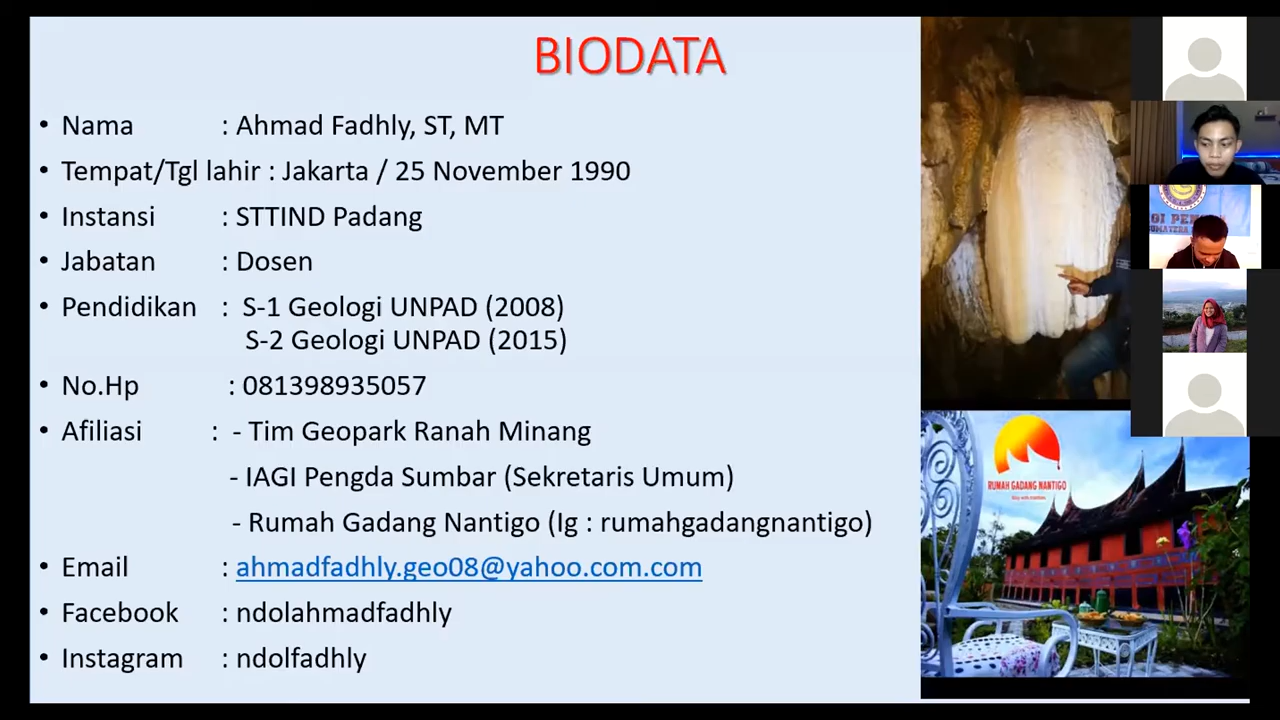 BIODATA
• Nama : Ahmad Fadhly, ST, MT
• Tempat/Tgl lahir : Jakarta / 25 November 1990
• Instansi : STTIND Padang
• Jabatan : Dosen
• Pendidikan : S-1 Geologi UNPAD (2008)
S-2 Geologi UNPAD (2015)
• No.Hp : 081398935057
• Afiliasi : - Tim Geopark Ranah Minang
- IAGI Pengda Sumbar (Sekretaris Umum)
- Rumah Gadang Nantigo (Ig : rumahgadangnantigo)
• Email : ahmadfadhly.geo08@yahoo.com.com
• Facebook : ndolahmadfadhly
• Instagram : ndolfadhly
RUMAH GADANG NANTIGO